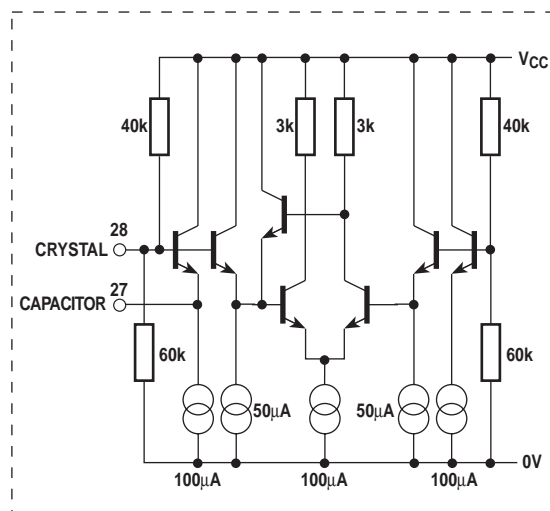 VCC
40k
3k
3k
40k
28
CRYSTAL
27
CAPACITOR
60k
60k
50µA
50µA
0V
100µA
100µA
100µA